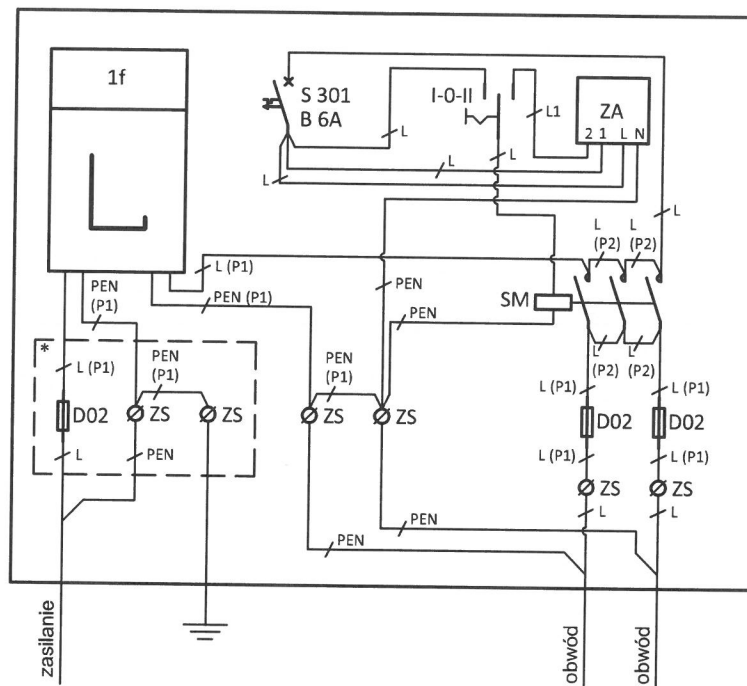 1f
S 301
B 6A
I-0-II
ZA
2 1 L N
L
L1
L
L
L
L
L
(P2)
L
(P2)
L (P1)
PEN
(P1)
PEN (P1)
PEN
SM
PEN
*
L (P1)
PEN
(P1)
PEN
(P1)
L
(P2)
L
(P2)
D02
ZS
ZS
ZS
ZS
L (P1)
L (P1)
D02
D02
L
PEN
L (P1)
L (P1)
ZS
ZS
L
L
PEN
PEN
zasilanie
obwód
obwód